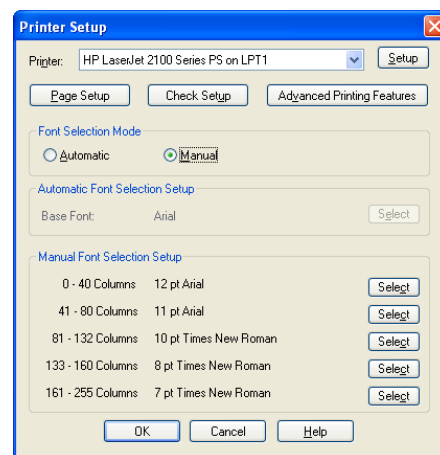 Printer Setup
Printer: HP LaserJet 2100 Series PS on LPT1 Setup
Page Setup Check Setup Advanced Printing Features
Font Selection Mode
Automatic Manual
Automatic Font Selection Setup
Base Font: Arial Select
Manual Font Selection Setup
0 - 40 Columns 12 pt Arial Select
41 - 80 Columns 11 pt Arial Select
81 - 132 Columns 10 pt Times New Roman Select
133 - 160 Columns 8 pt Times New Roman Select
161 - 255 Columns 7 pt Times New Roman Select
OK Cancel Help